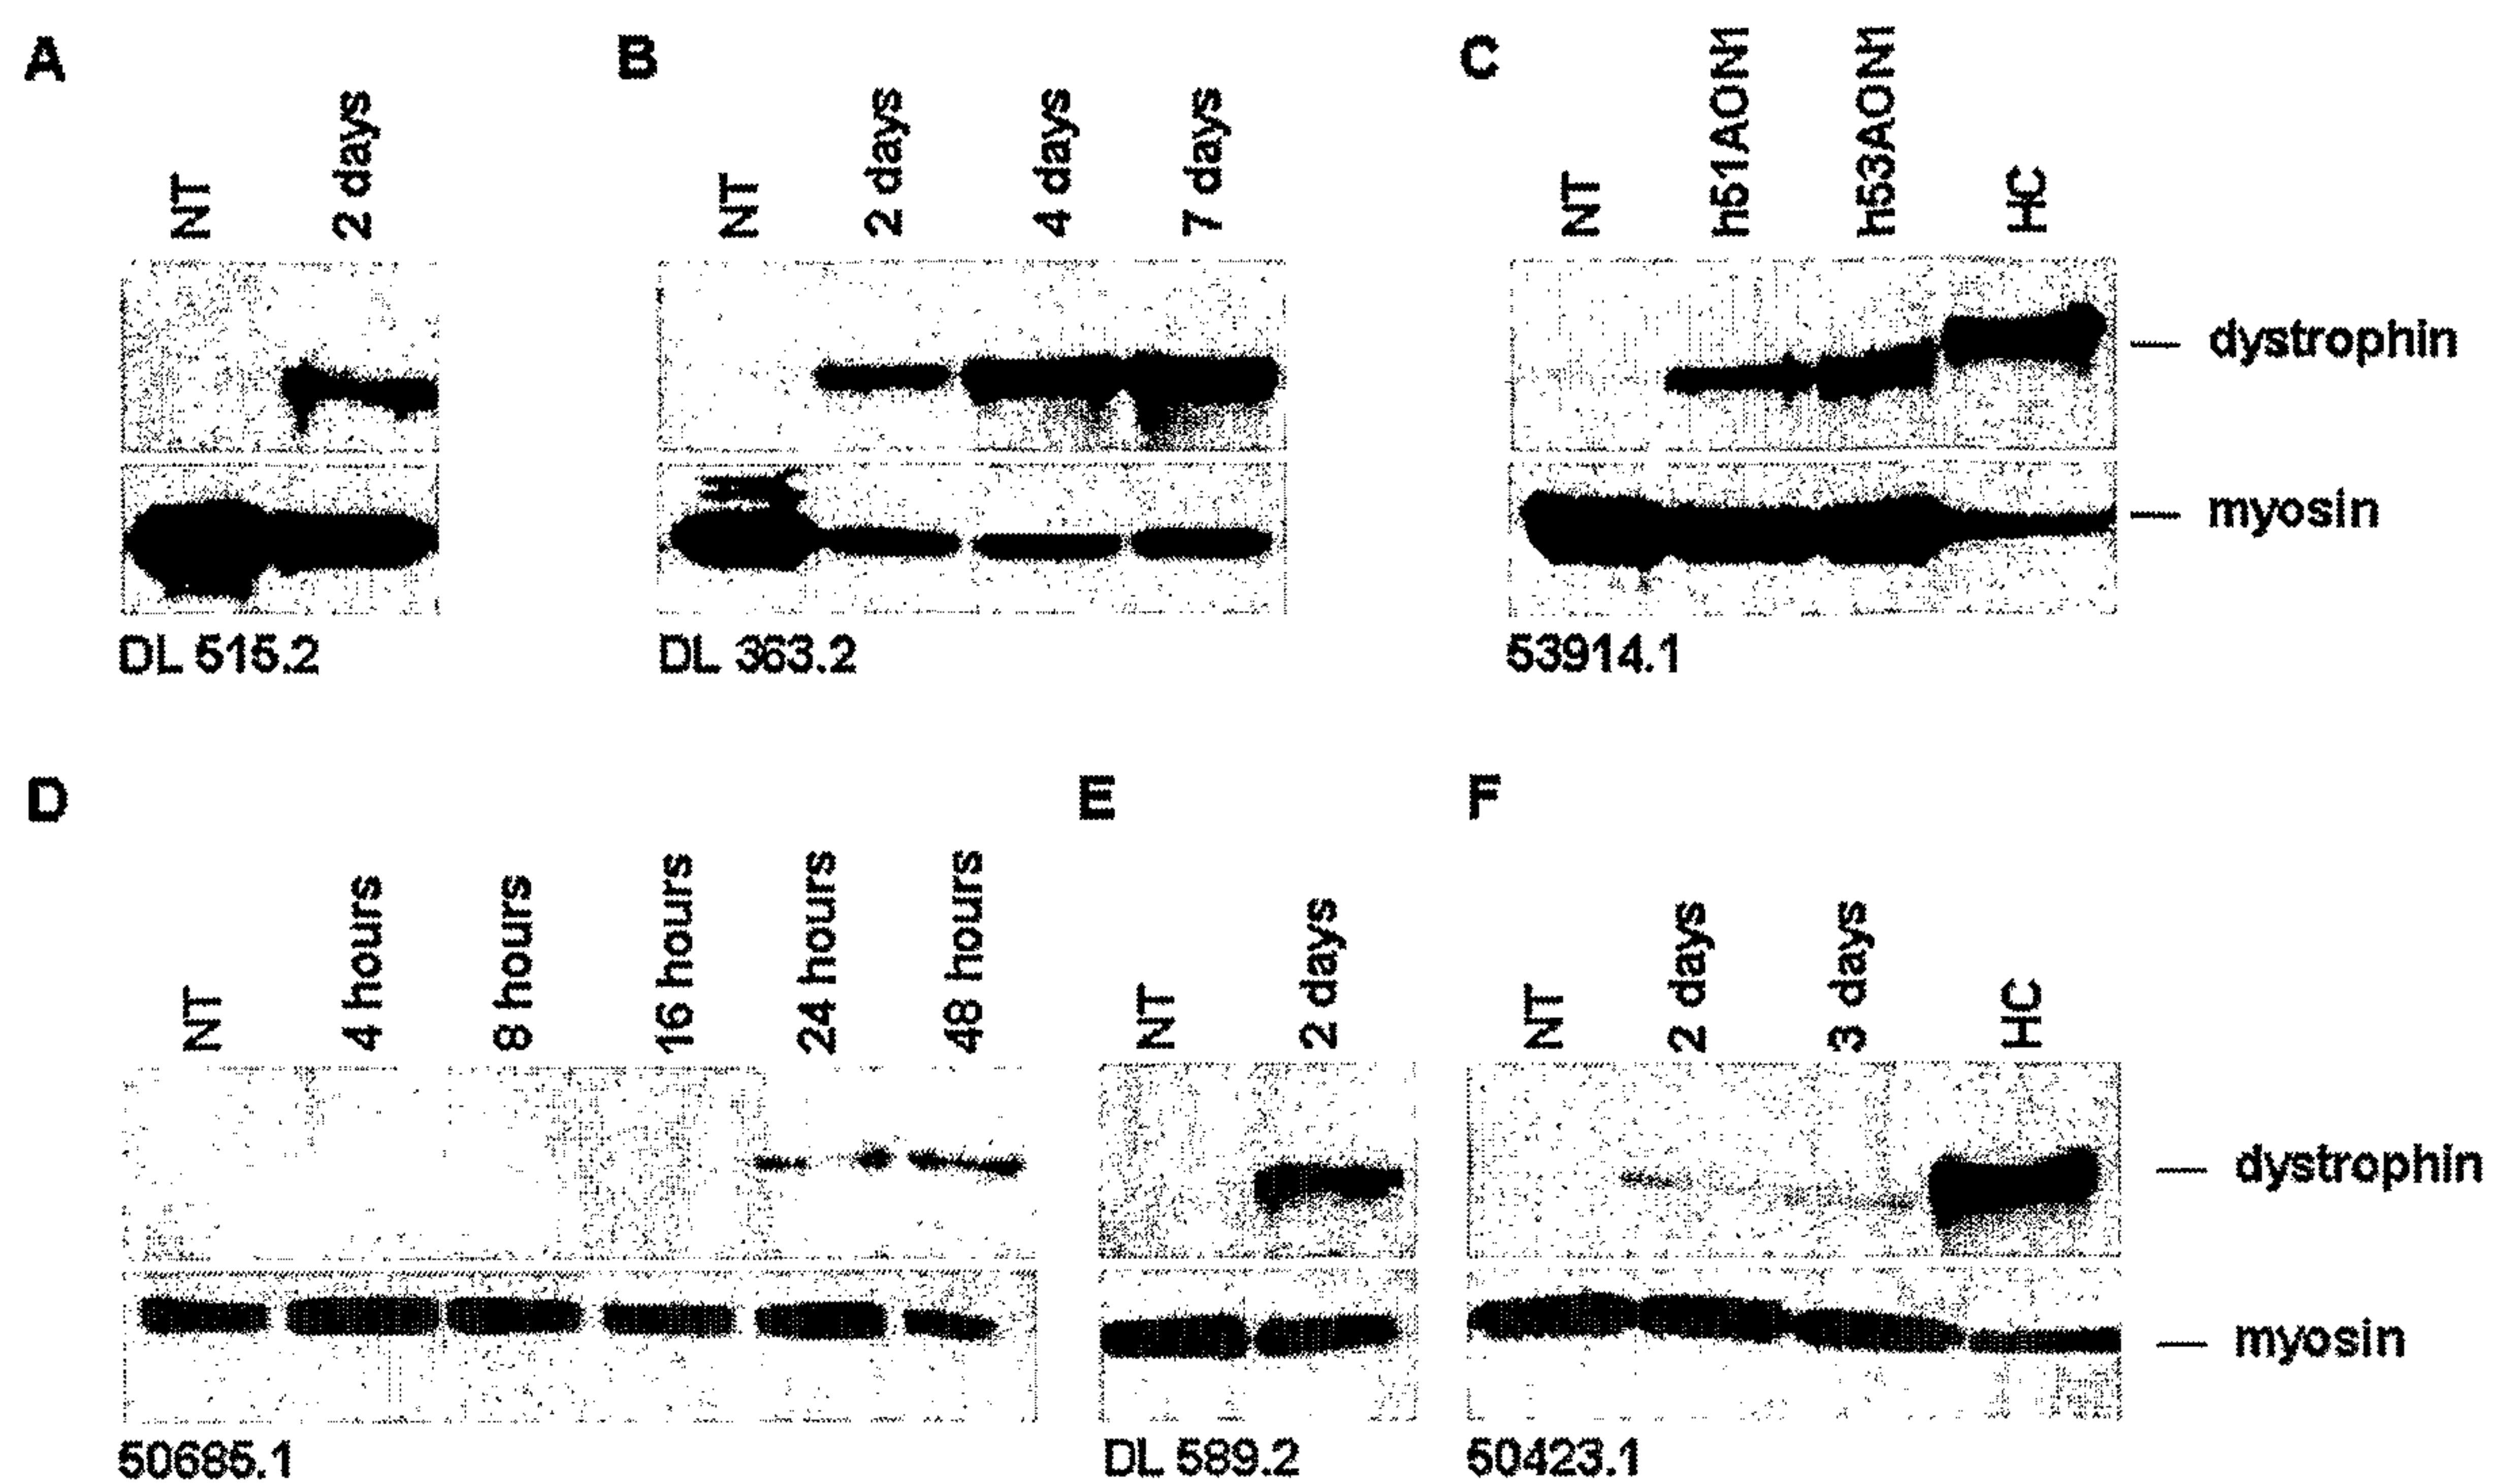 A
NT
2 days
DL 515.2
B
NT
2 days
4 days
7 days
DL 363.2
C
NT
h51AON1
h53AON1
HC
dystrophin
myosin
53914.1
D
NT
4 hours
8 hours
16 hours
24 hours
48 hours
50685.1
E
NT
2 days
DL 589.2
F
NT
2 days
3 days
HC
dystrophin
myosin
50423.1